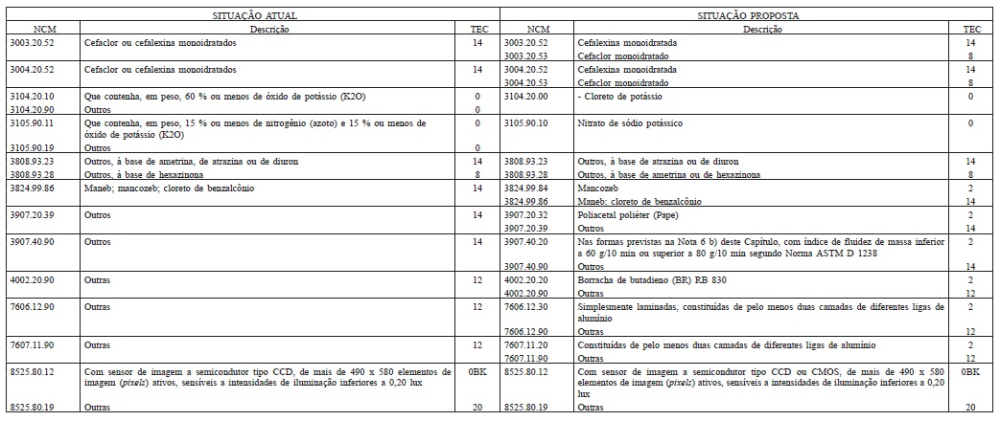 SITUAÇÃO ATUAL SITUAÇÃO PROPOSTA
NCM Descrição TEC NCM Descrição TEC
3003.20.52 Cefaclor ou cefalexina monoidratados 14 3003.20.52 Cefalexina monoidratada 14
3003.20.53 Cefaclor monoidratado 8
3004.20.52 Cefaclor ou cefalexina monoidratados 14 3004.20.52 Cefalexina monoidratada 14
3004.20.53 Cefaclor monoidratado 8
3104.20.10 Que contenha, em peso, 60 % ou menos de óxido de potássio (K2O) 0 3104.20.00 - Cloreto de potássio 0
3104.20.90 Outros 0
3105.90.11 Que contenha, em peso, 15 % ou menos de nitrogênio (azoto) e 15 % ou menos de 0 3105.90.10 Nitrato de sódio potássico 0
óxido de potássio (K2O)
3105.90.19 Outros 0
3808.93.23 Outros, à base de ametrina, de atrazina ou de diuron 14 3808.93.23 Outros, à base de atrazina ou de diuron 14
3808.93.28 Outros, à base de hexazinona 8 3808.93.28 Outros, à base de ametrina ou de hexazinona 8
3824.99.86 Maneb; mancozeb; cloreto de benzalcônio 14 3824.99.84 Mancozeb 2
3824.99.86 Maneb; cloreto de benzalcônio 14
3907.20.39 Outros 14 3907.20.32 Poliacetal poliéter (Pape) 2
3907.20.39 Outros 14
3907.40.90 Outros 14 3907.40.20 Nas formas previstas na Nota 6 b) deste Capítulo, com índice de fluidez de massa inferior 2
a 60 g/10 min ou superior a 80 g/10 min segundo Norma ASTM D 1238
3907.40.90 Outros 14
4002.20.90 Outras 12 4002.20.20 Borracha de butadieno (BR) RB 830 2
4002.20.90 Outras 12
7606.12.90 Outras 12 7606.12.30 Simplesmente laminadas, constituídas de pelo menos duas camadas de diferentes ligas de 2
alumínio
7606.12.90 Outras 12
7607.11.90 Outras 12 7607.11.20 Constituídas de pelo menos duas camadas de diferentes ligas de alumínio 2
7607.11.90 Outras 12
8525.80.12 Com sensor de imagem a semicondutor tipo CCD, de mais de 490 x 580 elementos de 0BK 8525.80.12 Com sensor de imagem a semicondutor tipo CCD ou CMOS, de mais de 490 x 580 0BK
imagem (pixels) ativos, sensíveis a intensidades de iluminação inferiores a 0,20 lux elementos de imagem (pixels) ativos, sensíveis a intensidades de iluminação inferiores a 0,20
lux
8525.80.19 Outras 20 8525.80.19 Outras 20